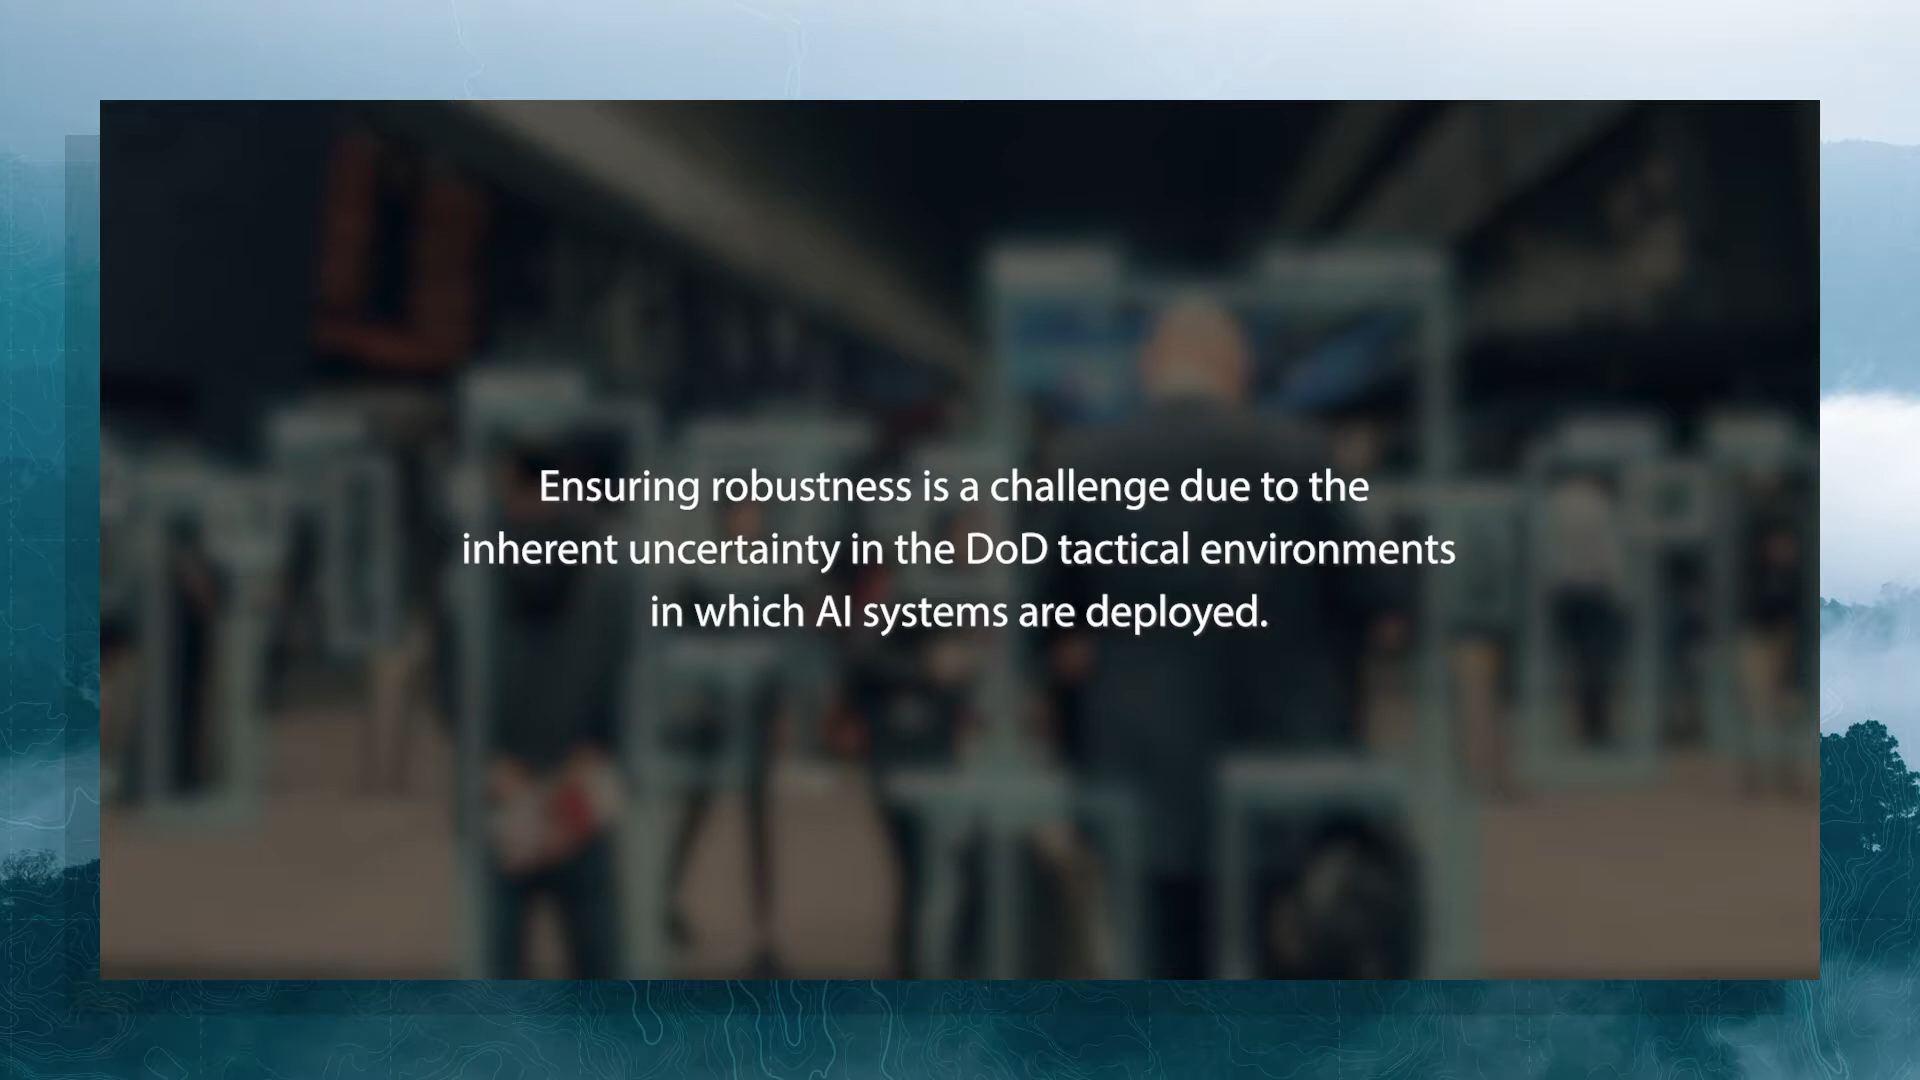 Ensuring robustness is a challenge due to the
inherent uncertainty in the DoD tactical environments
in which AI systems are deployed.